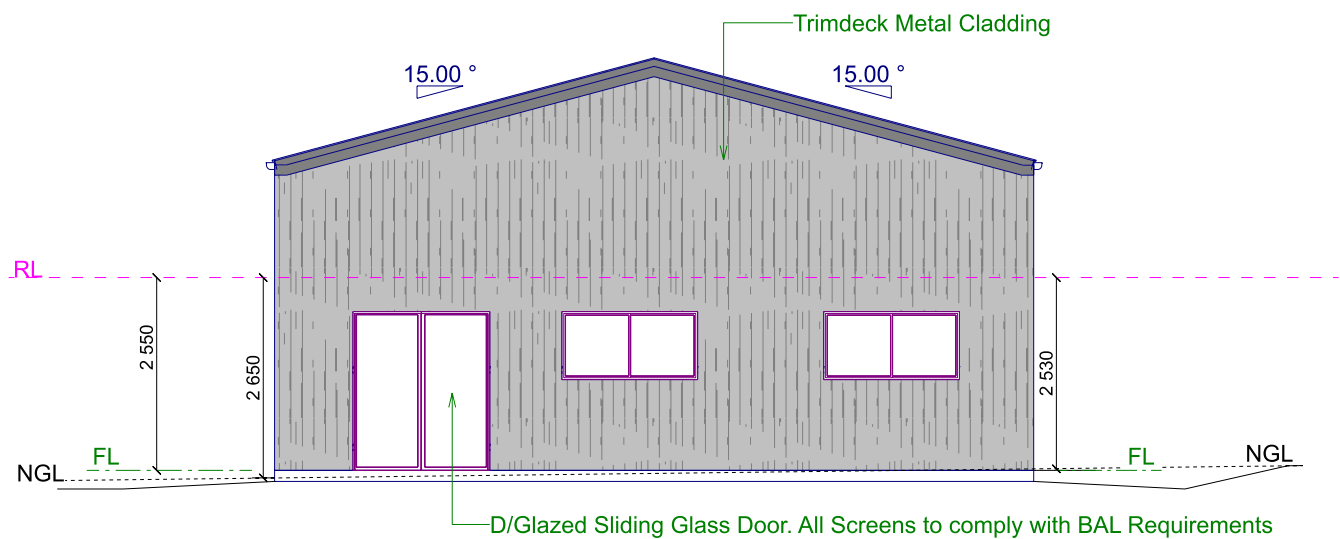 Trimdeck Metal Cladding
15.00 °
15.00 °
RL
2 550
2 650
2 530
FL
FL
NGL
NGL
D/Glazed Sliding Glass Door. All Screens to comply with BAL Requirements